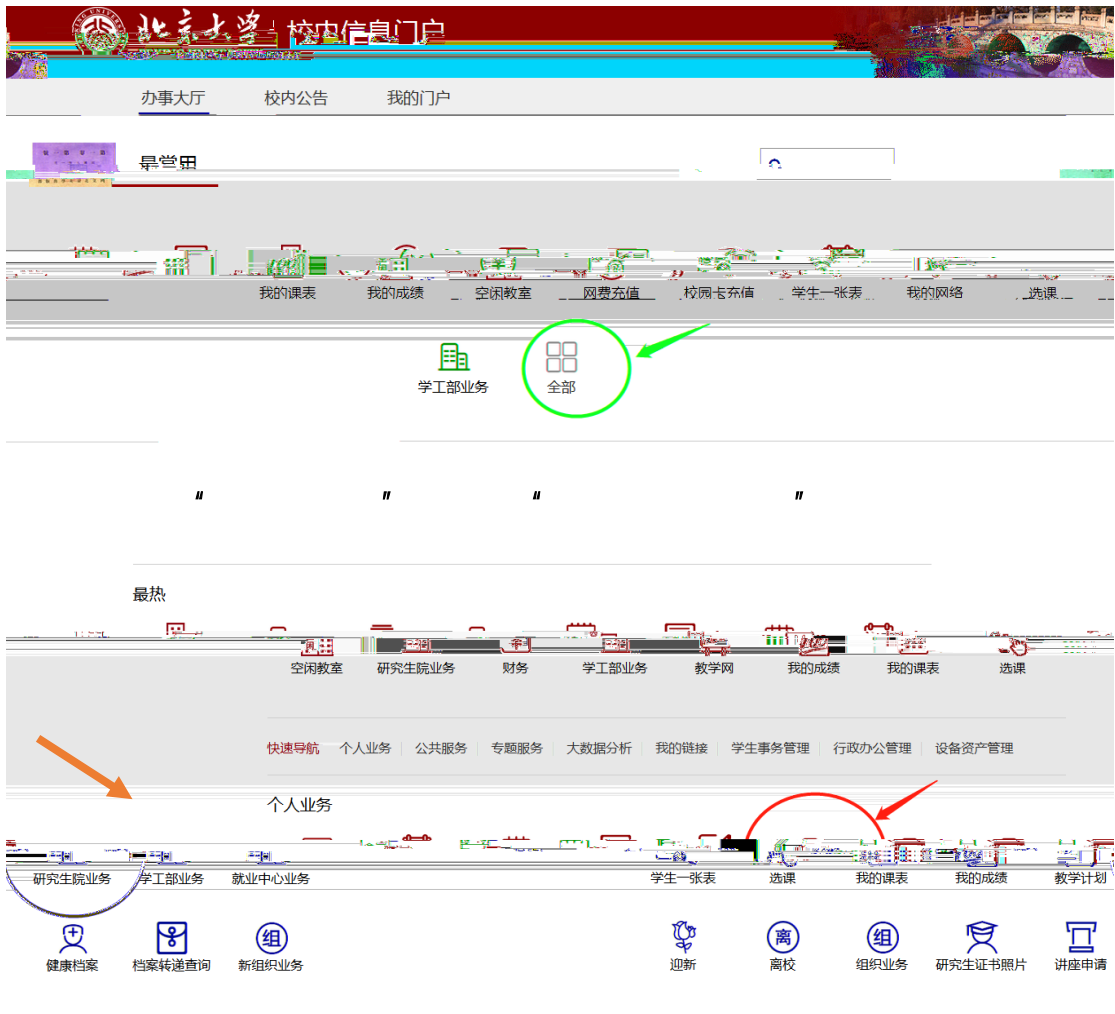 北京大学 校内信息门户
办事大厅 校内公告 我的门户
最常用
我的课表 我的成绩 空闲教室 网费充值 校园卡充值 学生一张表 我的网络 选课
学工部业务 全部
“ ” “ ”
最热
空闲教室 研究生院业务 财务 学工部业务 教学网 我的成绩 我的课表 选课
快速导航 个人业务 公共服务 专题服务 大数据分析 我的链接 学生事务管理 行政办公管理 设备资产管理
个人业务
研究生院业务 学工部业务 就业中心业务 学生一张表 选课 我的课表 我的成绩 教学计划
组 离 组
健康档案 档案转递查询 新组织业务 迎新 离校 组织业务 研究生证书照片 讲座申请